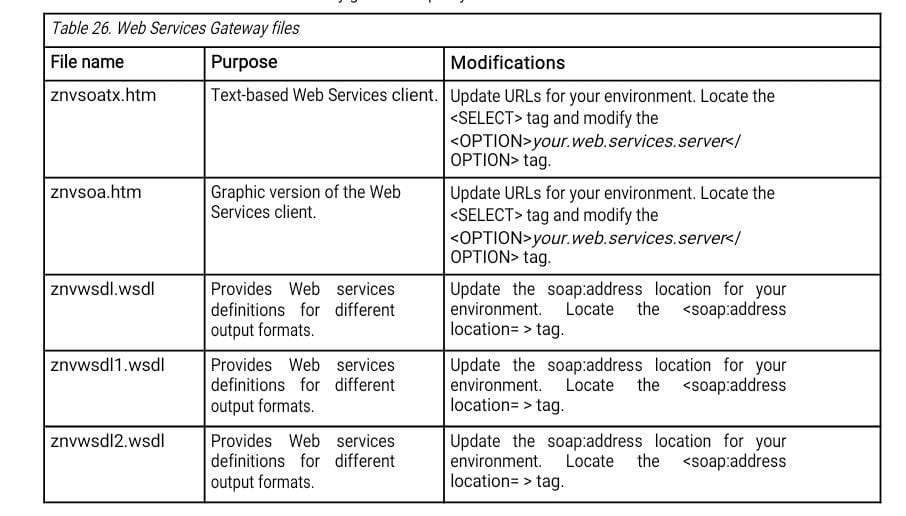 Table 26. Web Services Gateway files
File name Purpose Modifications
znvsoatx.htm Text-based Web Services client. Update URLs for your environment. Locate the
<SELECT> tag and modify the
<OPTION>your.web.services.server</
OPTION> tag.
znvsoa.htm Graphic version of the Web Update URLs for your environment. Locate the
Services client. <SELECT> tag and modify the
<OPTION>your.web.services.server</
OPTION> tag.
znvwsdl.wsdl Provides Web services Update the soap:address location for your
definitions for different environment. Locate the <soap:address
output formats. location= > tag.
znvwsdl1.wsdl Provides Web services Update the soap:address location for your
definitions for different environment. Locate the <soap:address
output formats. location= > tag.
znvwsdl2.wsdl Provides Web services Update the soap:address location for your
definitions for different environment. Locate the <soap:address
output formats. location= > tag.